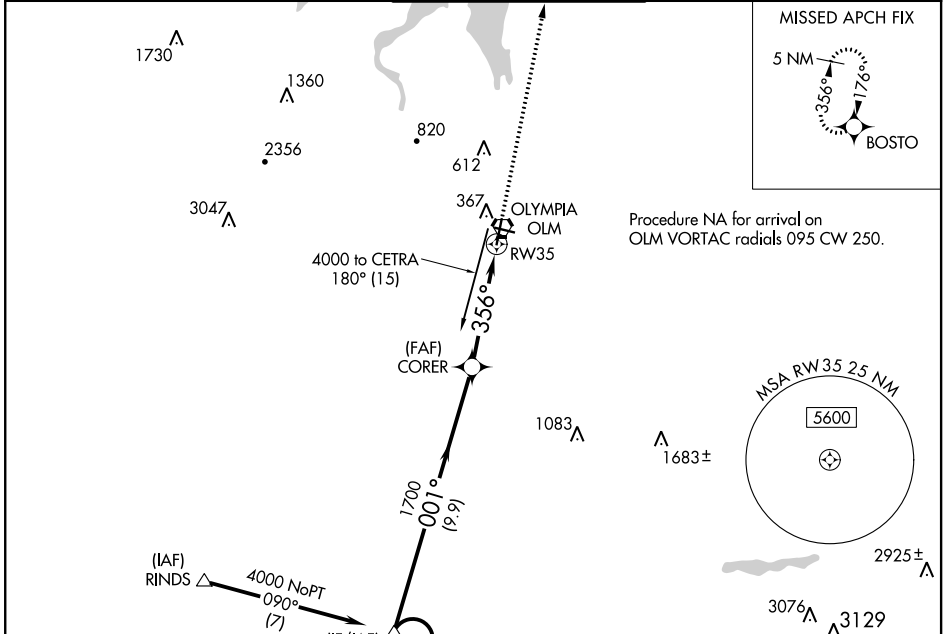 MISSED APCH FIX
5 NM
356°
176°
BOSTO
1730
1360
820
2356
612
3047
367
OLYMPIA
OLM
RW35
Procedure NA for arrival on
OLM VORTAC radials 095 CW 250.
4000 to CETRA
180° (15)
356°
(FAF)
CORER
MSA RW35 25 NM
5600
1083
1683±
1700
001°
(9.9)
(IAF)
RINDS
4000 NoPT
090°
(7)
2925±
3076
3129